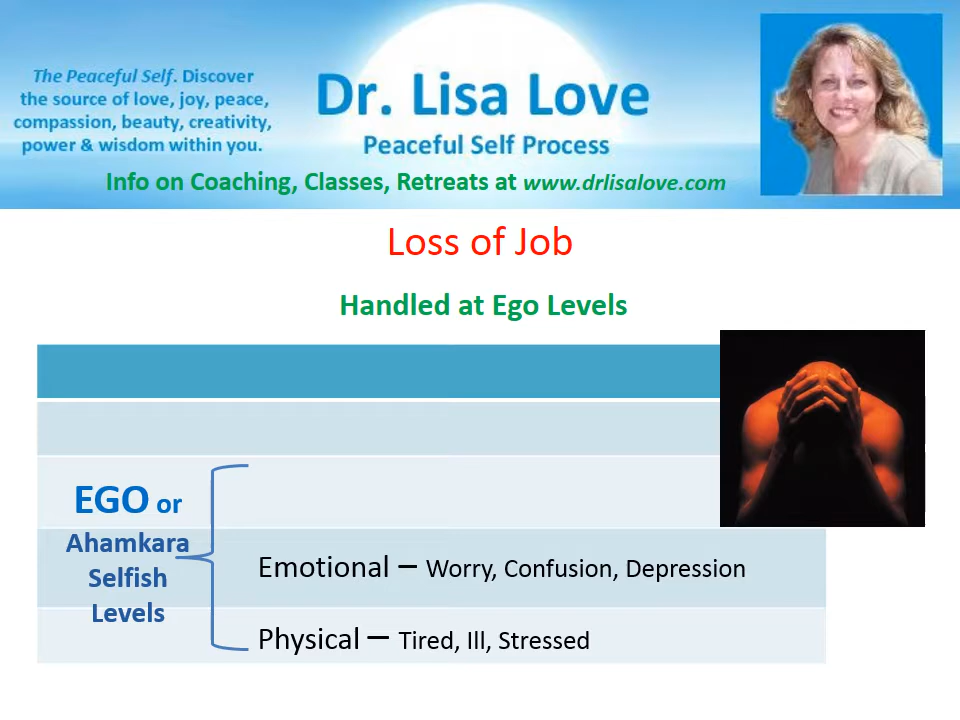 The Peaceful Self. Discover
the source of love, joy, peace,
compassion, beauty, creativity,
power & wisdom within you.
Dr. Lisa Love
Peaceful Self Process
Info on Coaching, Classes, Retreats at www.drlisalove.com
Loss of Job
Handled at Ego Levels
EGO or
Ahamkara
Selfish
Levels
Emotional – Worry, Confusion, Depression
Physical – Tired, Ill, Stressed